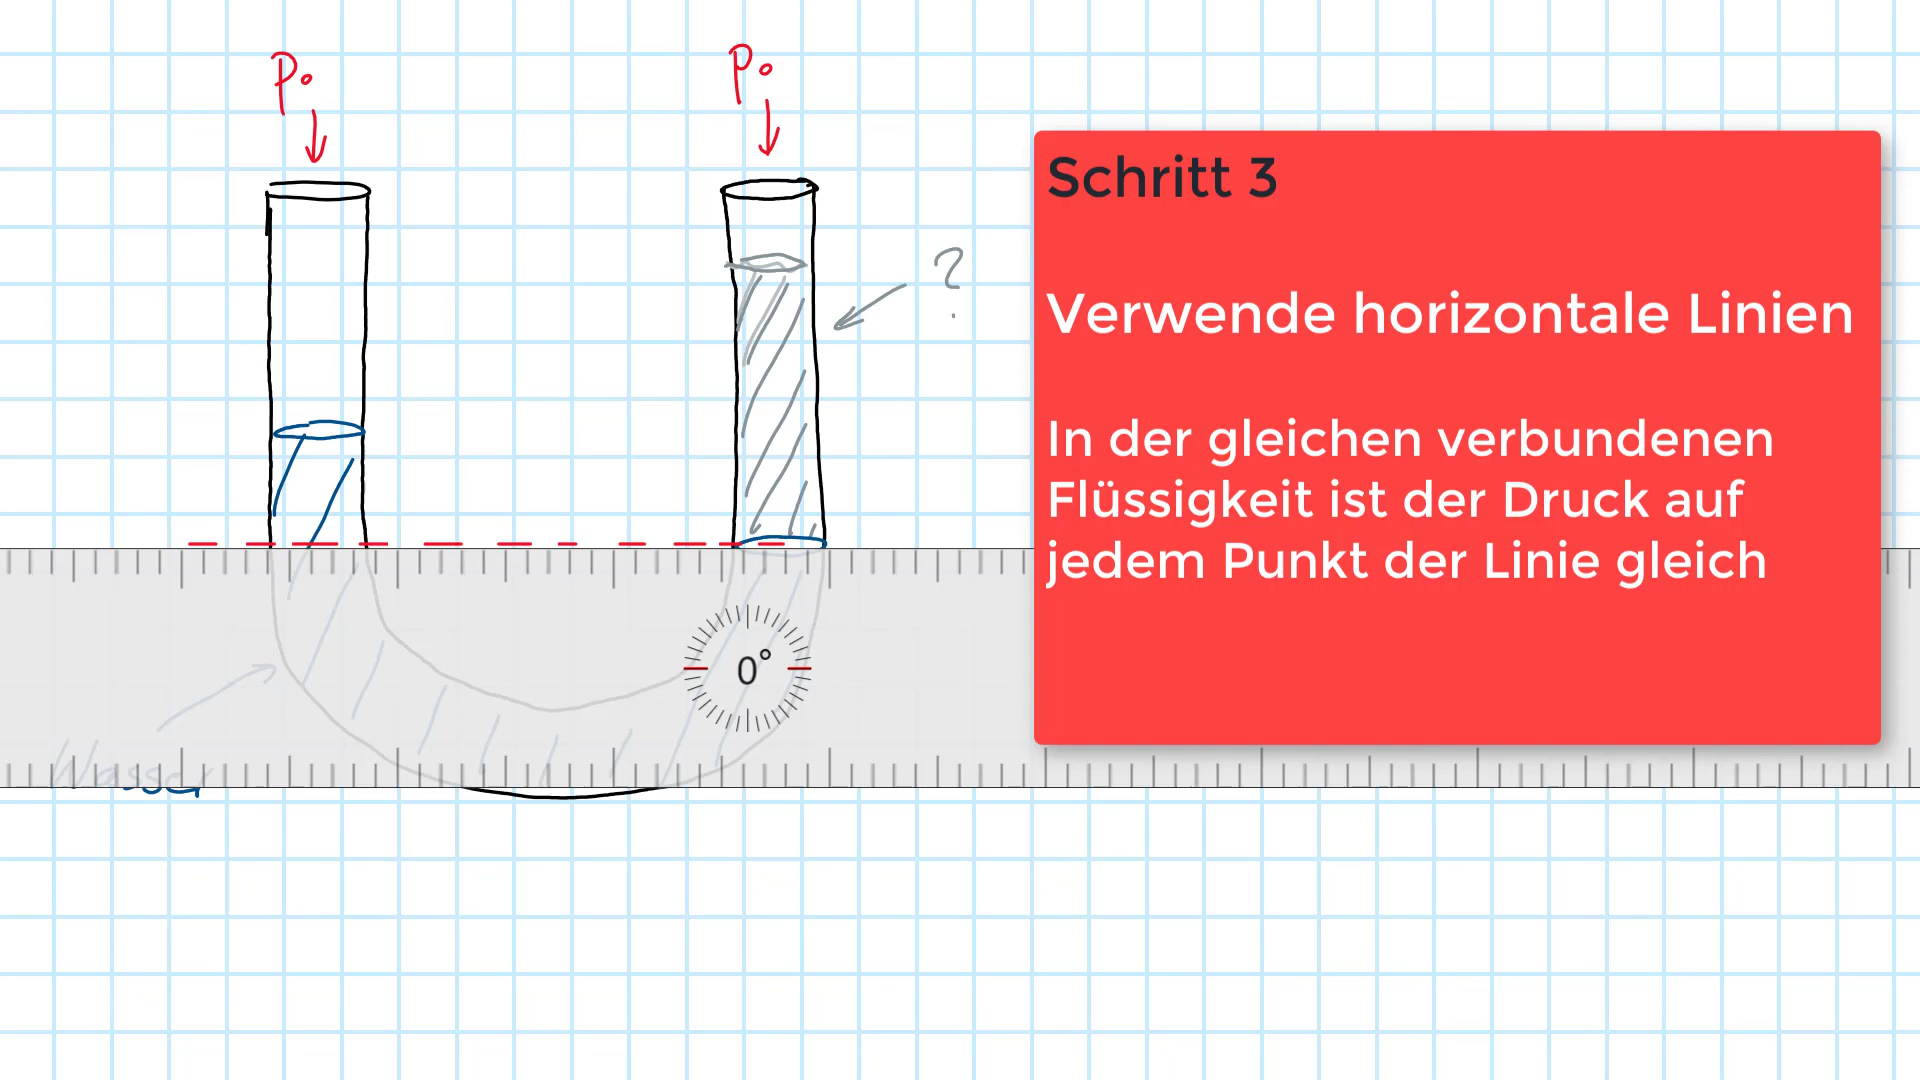 p₀
p₀
?
Schritt 3
Verwende horizontale Linien
In der gleichen verbundenen
Flüssigkeit ist der Druck auf
jedem Punkt der Linie gleich
0°
Wasser